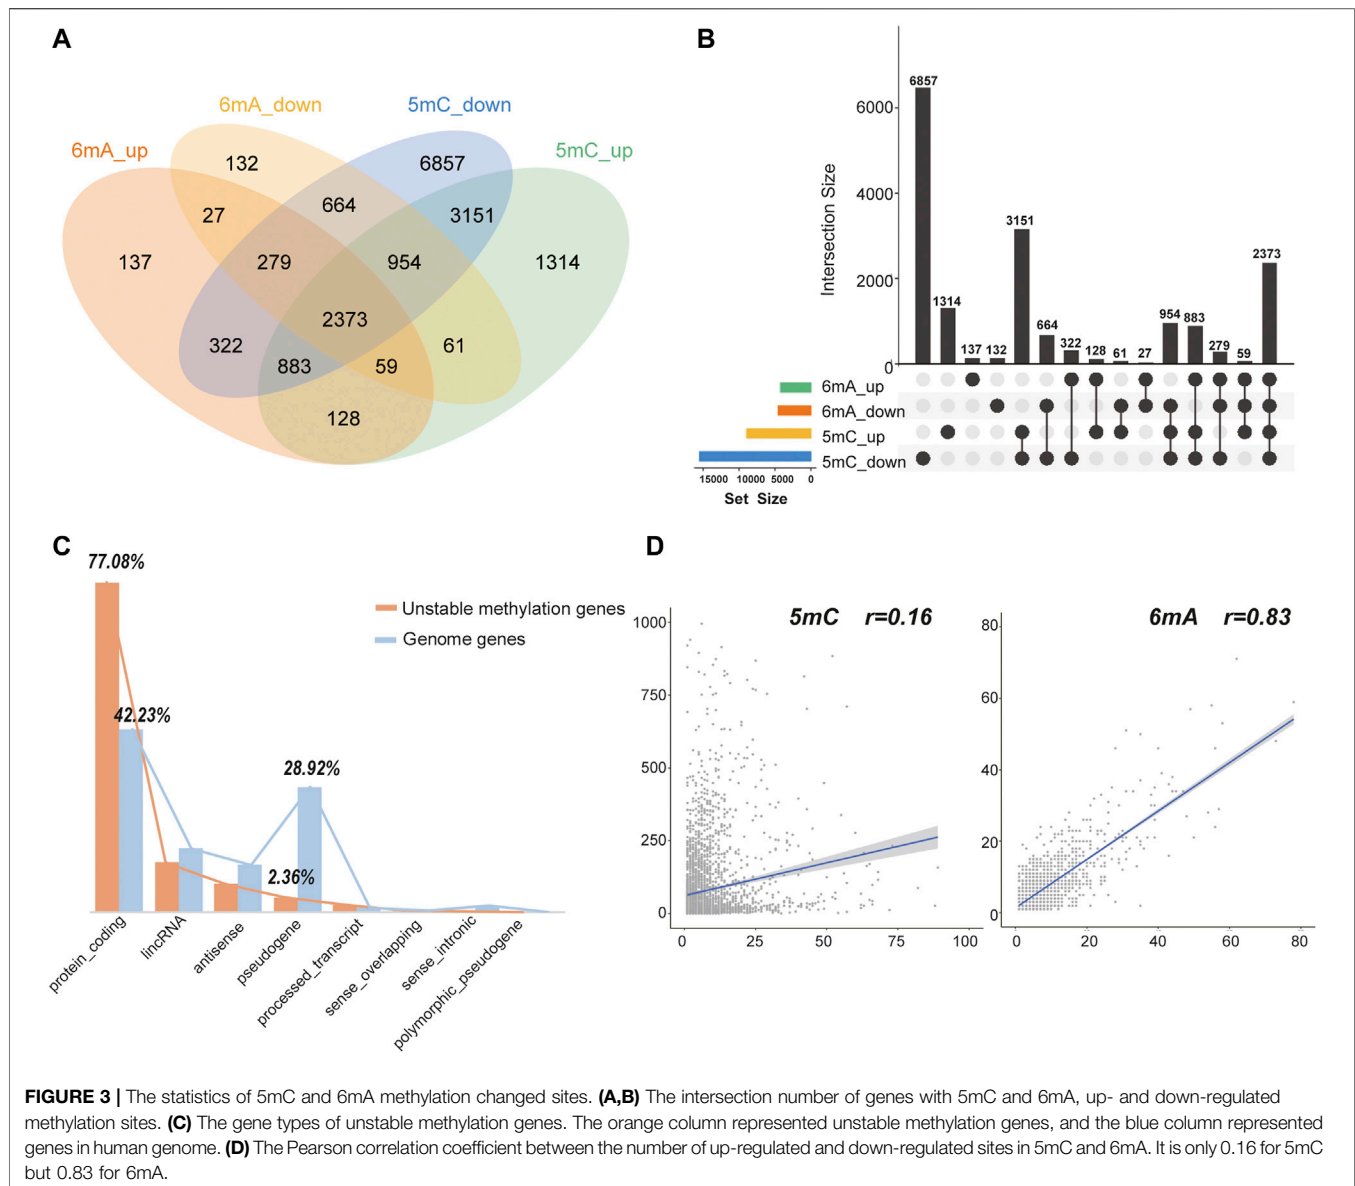 A
6mA_down
5mC_down
6mA_up
5mC_up
132
6857
27
664
3151
137
279
954
1314
2373
322
883
59
61
128
B
Intersection Size
6000
4000
2000
0
6857
1314
137
132
3151
664
322
128
61
27
954
883
279
59
2373
6mA_up
6mA_down
5mC_up
5mC_down
15000 10000 5000 0
Set Size
C
77.08%
42.23%
28.92%
2.36%
Unstable methylation genes
Genome genes
protein_coding
lincRNA
antisense
pseudogene
processed_transcript
sense_overlapping
sense_intronic
polymorphic_pseudogene
D
5mC r=0.16
1000
750
500
250
0
0 25 50 75 100
6mA r=0.83
80
60
40
20
0
0 20 40 60 80
FIGURE 3 | The statistics of 5mC and 6mA methylation changed sites. (A,B) The intersection number of genes with 5mC and 6mA, up- and down-regulated
methylation sites. (C) The gene types of unstable methylation genes. The orange column represented unstable methylation genes, and the blue column represented
genes in human genome. (D) The Pearson correlation coefficient between the number of up-regulated and down-regulated sites in 5mC and 6mA. It is only 0.16 for 5mC
but 0.83 for 6mA.